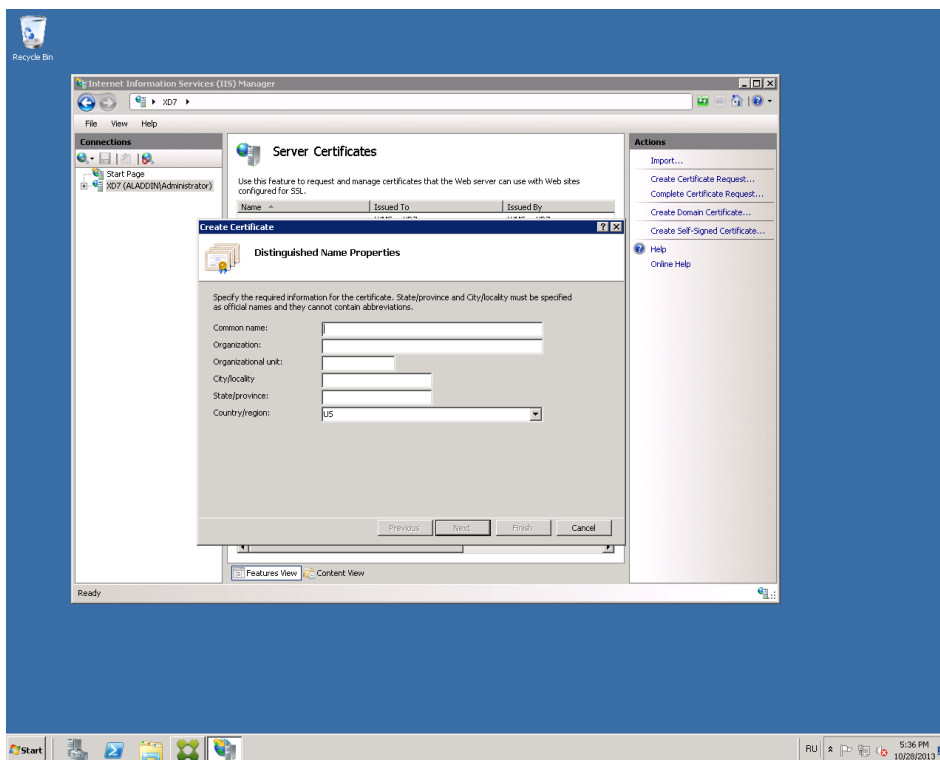 Recycle Bin
Internet Information Services (IIS) Manager
XD7
File View Help
Connections
Start Page
XD7 (ALADDIN\Administrator)
Server Certificates
Use this feature to request and manage certificates that the Web server can use with Web sites
configured for SSL.
Name Issued To Issued By
Actions
Import...
Create Certificate Request...
Complete Certificate Request...
Create Domain Certificate...
Create Self-Signed Certificate...
Help
Online Help
Create Certificate
Distinguished Name Properties
Specify the required information for the certificate. State/province and City/locality must be specified
as official names and they cannot contain abbreviations.
Common name:
Organization:
Organizational unit:
City/locality
State/province:
Country/region:
US
Previous Next Finish Cancel
Features View Content View
Ready
Start
RU
5:36 PM
10/28/2013